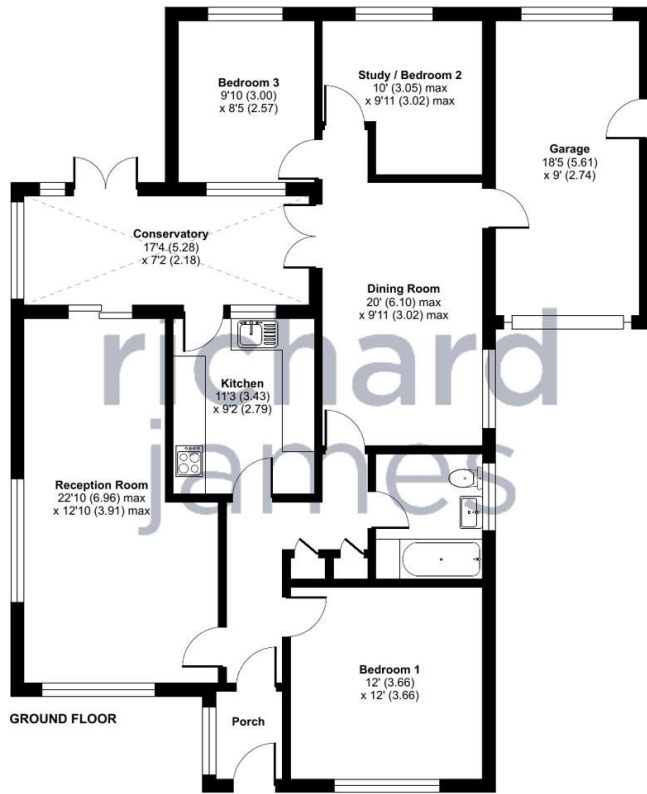 Bedroom 3
9'10 (3.00)
x 8'5 (2.57)
Study / Bedroom 2
10' (3.05) max
x 9'11 (3.02) max
Garage
18'5 (5.61)
x 9' (2.74)
Conservatory
17'4 (5.28)
x 7'2 (2.18)
Dining Room
20' (6.10) max
x 9'11 (3.02) max
richard
james
Kitchen
11'3 (3.43)
x 9'2 (2.79)
Reception Room
22'10 (6.96) max
x 12'10 (3.91) max
Bedroom 1
12' (3.66)
x 12' (3.66)
Porch
GROUND FLOOR